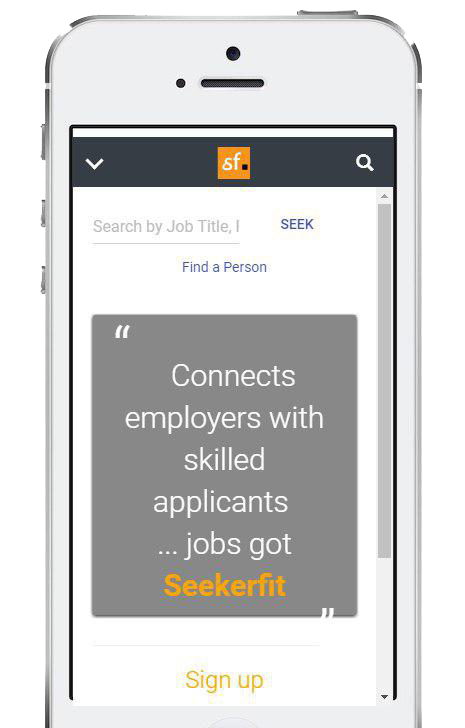 sf.
Search by Job Title,
SEEK
Find a Person
“
Connects
employers with
skilled
applicants
... jobs got
Seekerfit
”
Sign up